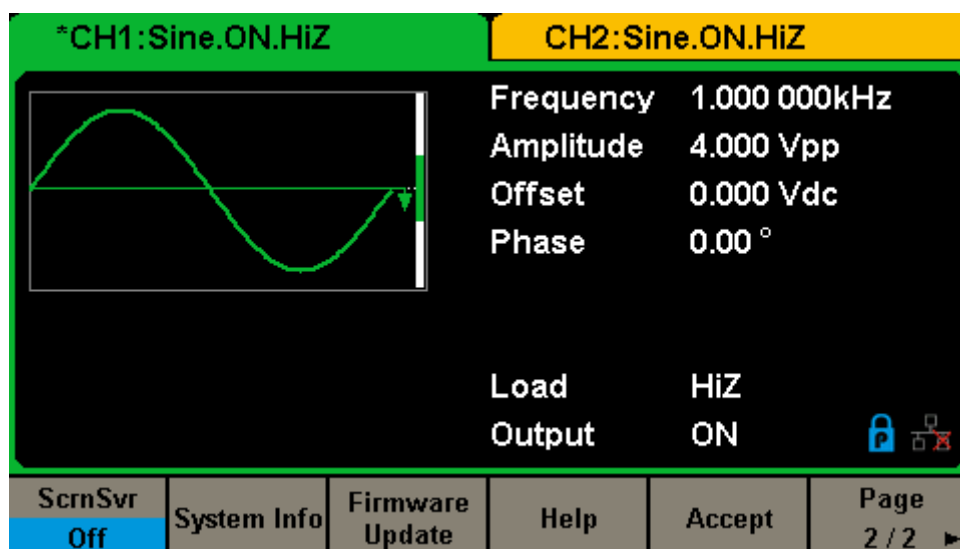 *CH1:Sine.ON.HiZ CH2:Sine.ON.HiZ
Frequency 1.000 000kHz
Amplitude 4.000 Vpp
Offset 0.000 Vdc
Phase 0.00 °
Load HiZ
Output ON
P
ScrnSvr
Off
System Info
Firmware
Update
Help
Accept
Page
2 / 2 ►